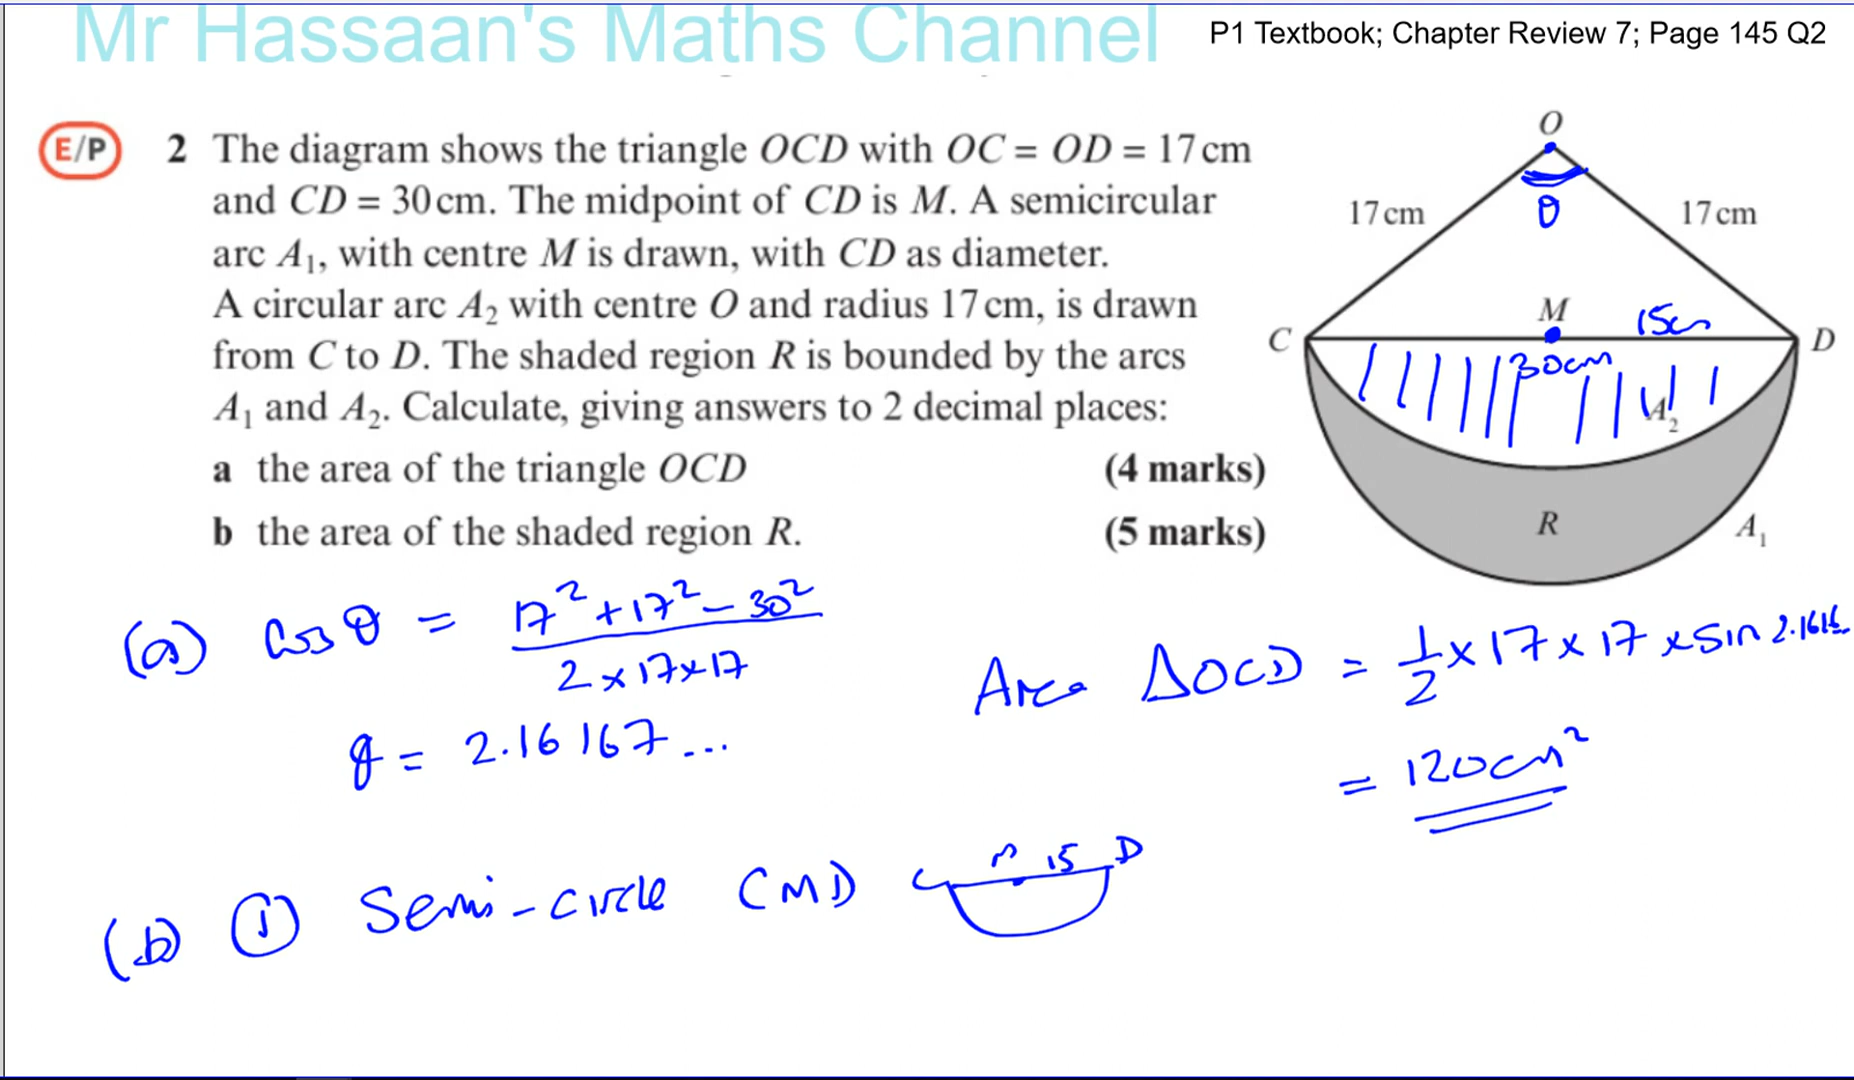 Mr Hassaan's Maths Channel
P1 Textbook; Chapter Review 7; Page 145 Q2
E/P
2 The diagram shows the triangle OCD with OC = OD = 17 cm
and CD = 30 cm. The midpoint of CD is M. A semicircular
arc A₁, with centre M is drawn, with CD as diameter.
A circular arc A₂ with centre O and radius 17 cm, is drawn
from C to D. The shaded region R is bounded by the arcs
A₁ and A₂. Calculate, giving answers to 2 decimal places:
a the area of the triangle OCD (4 marks)
b the area of the shaded region R. (5 marks)
O
θ
17 cm
17 cm
M
15cm
C
D
30cm
A₂
R
A₁
(a) Cos θ = 17² + 17² − 30²
2 × 17 × 17
θ = 2.16167...
Area ΔOCD = 1/2 × 17 × 17 × sin 2.1616..
= 120cm²
(b) ① Semi-circle CMD
C M 15 D